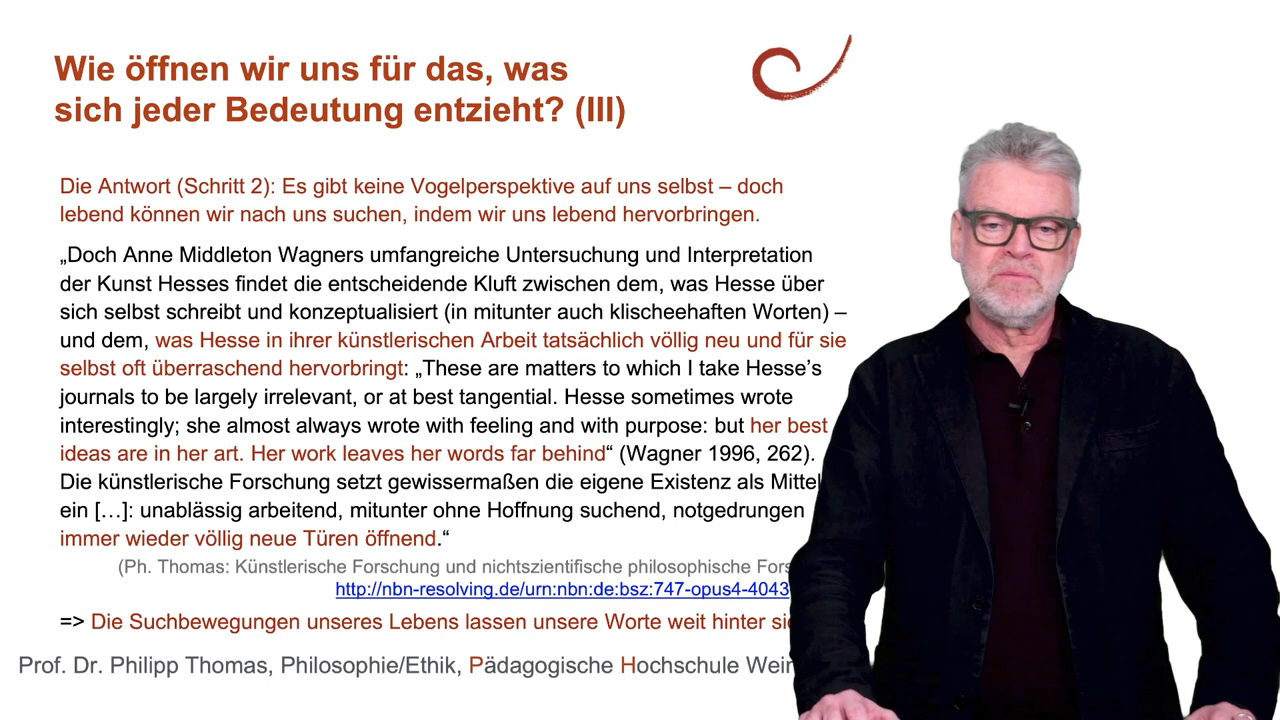 Wie öffnen wir uns für das, was
sich jeder Bedeutung entzieht? (III)
Die Antwort (Schritt 2): Es gibt keine Vogelperspektive auf uns selbst – doch
lebend können wir nach uns suchen, indem wir uns lebend hervorbringen.
„Doch Anne Middleton Wagners umfangreiche Untersuchung und Interpretation
der Kunst Hesses findet die entscheidende Kluft zwischen dem, was Hesse über
sich selbst schreibt und konzeptualisiert (in mitunter auch klischeehaften Worten) –
und dem, was Hesse in ihrer künstlerischen Arbeit tatsächlich völlig neu und für sie
selbst oft überraschend hervorbringt: „These are matters to which I take Hesse’s
journals to be largely irrelevant, or at best tangential. Hesse sometimes wrote
interestingly; she almost always wrote with feeling and with purpose: but her best
ideas are in her art. Her work leaves her words far behind“ (Wagner 1996, 262).
Die künstlerische Forschung setzt gewissermaßen die eigene Existenz als Mittel
ein […]: unablässig arbeitend, mitunter ohne Hoffnung suchend, notgedrungen
immer wieder völlig neue Türen öffnend.“
(Ph. Thomas: Künstlerische Forschung und nichtszientifische philosophische
http://nbn-resolving.de/urn:nbn:de:bsz:747-opus4-4043
=> Die Suchbewegungen unseres Lebens lassen unsere Worte weit hinter
Prof. Dr. Philipp Thomas, Philosophie/Ethik, Pädagogische Hochschule